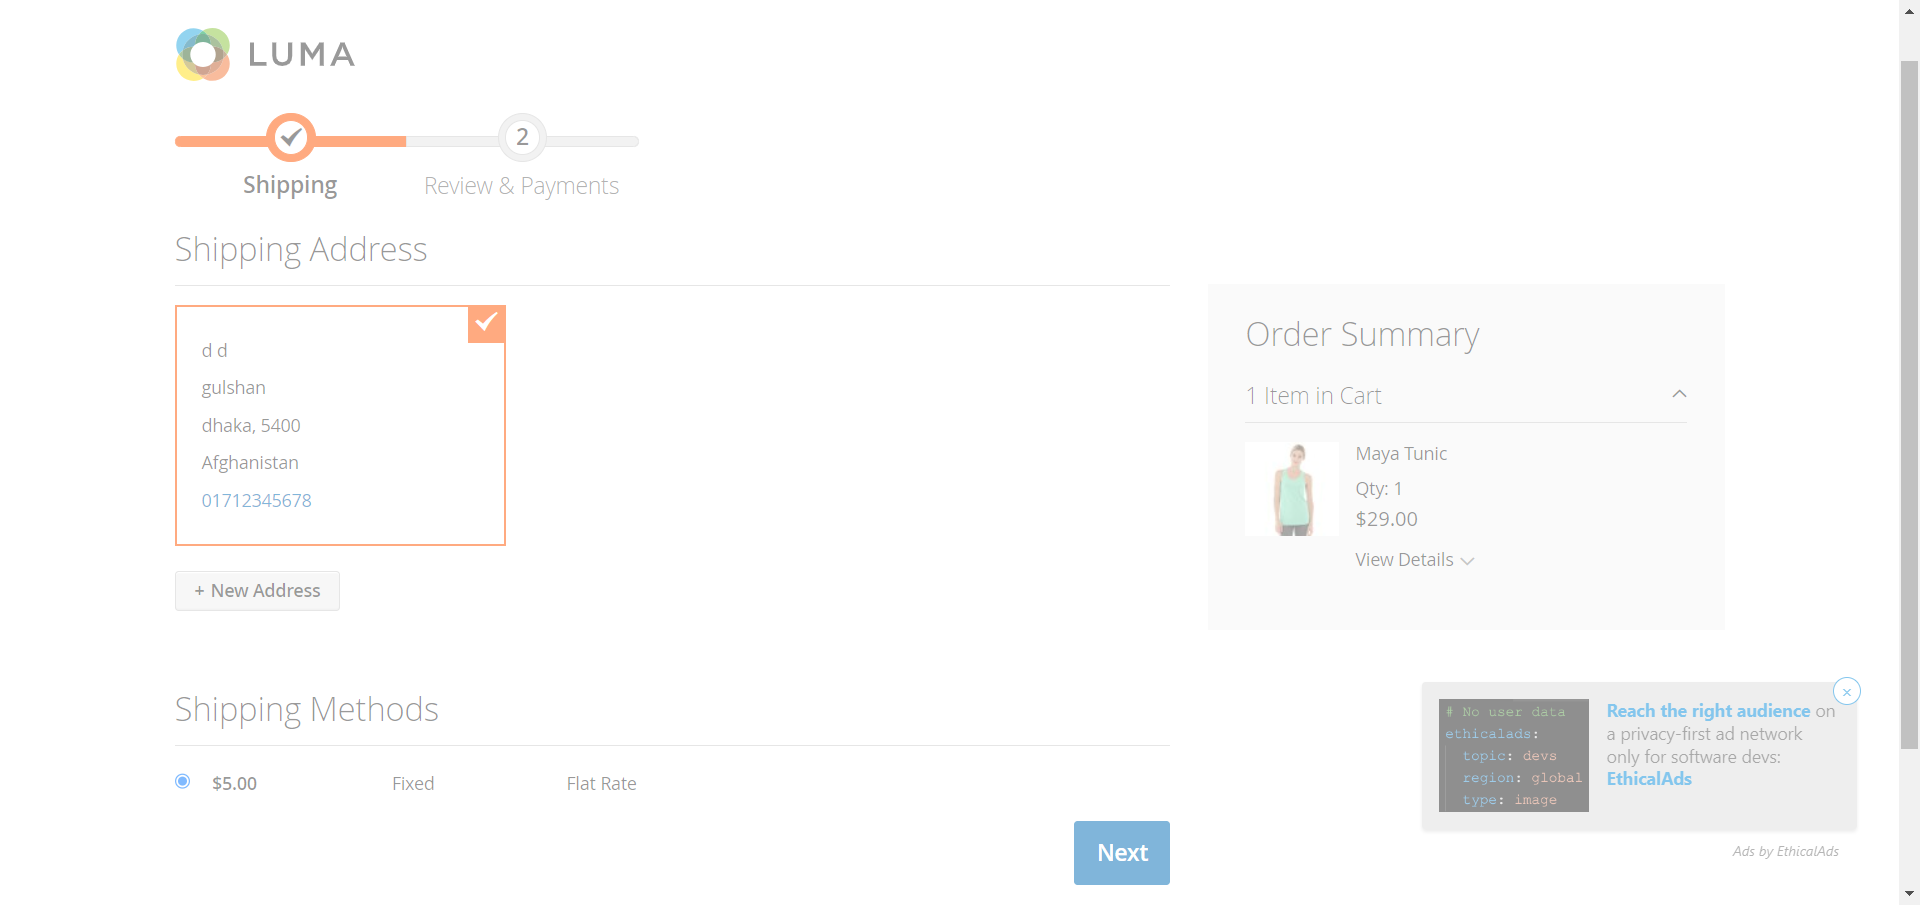 LUMA
2
Shipping
Review & Payments
Shipping Address
d d
gulshan
dhaka, 5400
Afghanistan
01712345678
+ New Address
Order Summary
1 Item in Cart
Maya Tunic
Qty: 1
$29.00
View Details
Shipping Methods
$5.00 Fixed Flat Rate
Next
# No user data
ethicalads:
topic: devs
region: global
type: image
Reach the right audience on
a privacy-first ad network
only for software devs:
EthicalAds
Ads by EthicalAds